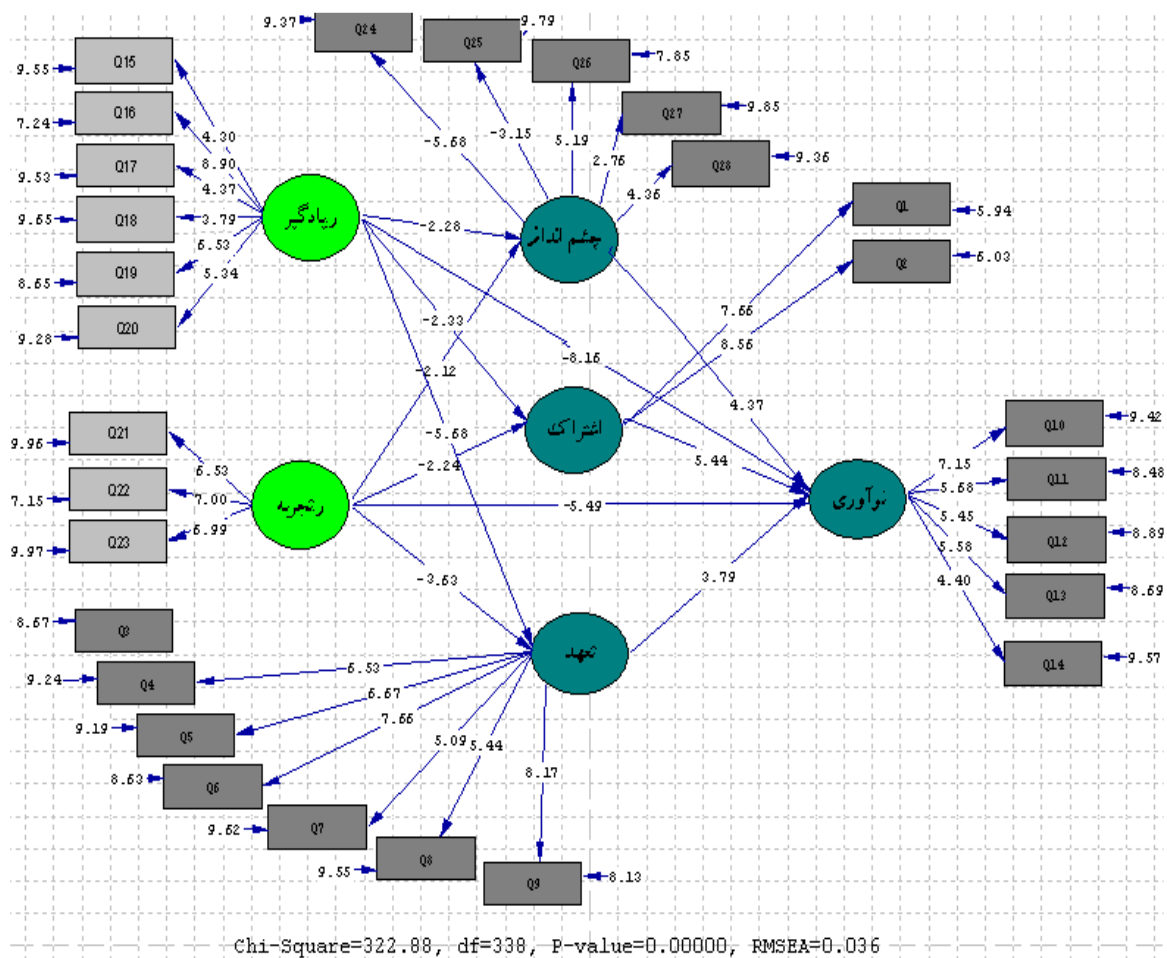 9.37
Q24
Q25
9.79
Q26
7.85
Q27
9.85
Q28
9.36
9.55
Q15
7.24
Q16
9.53
Q17
9.65
Q18
8.65
Q19
9.28
Q20
4.30
8.90
4.37
3.79
6.53
5.34
ریادگیر
-5.68
-3.15
5.19
2.76
4.36
چشم انداز
Q1
5.94
Q2
6.03
-2.28
-2.33
-8.16
-2.12
-5.68
7.66
8.56
4.37
اشتراک
-2.24
5.44
9.96
Q21
7.15
Q22
9.97
Q23
6.53
7.00
6.99
رتجربه
-5.49
-3.63
3.79
نوآوری
7.15
5.68
5.45
5.58
4.40
Q10
9.42
Q11
8.48
Q12
8.89
Q13
8.69
Q14
9.57
8.67
Q3
9.24
Q4
9.19
Q5
8.63
Q6
9.62
Q7
9.55
Q8
Q9
8.13
تعهد
6.53
6.67
7.66
5.09
5.44
8.17
Chi-Square=322.88, df=338, P-value=0.00000, RMSEA=0.036